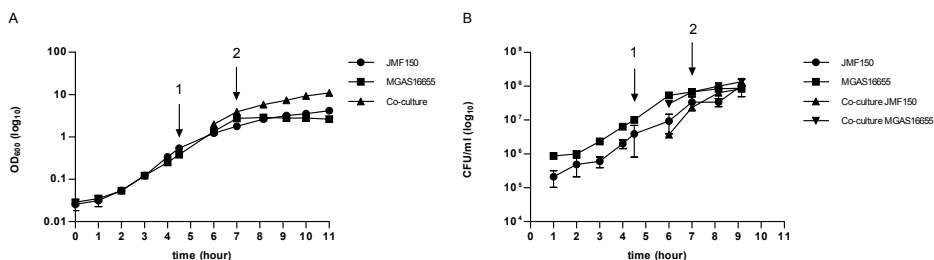 A
B
1
2
100
10
1
0.1
0.01
OD600 (log10)
0 1 2 3 4 5 6 7 8 9 10 11
time (hour)
JMF150
MGAS16655
Co-culture
1
2
10⁹
10⁸
10⁷
10⁶
10⁵
10⁴
CFU/ml (log10)
0 1 2 3 4 5 6 7 8 9 10 11
time (hour)
JMF150
MGAS16655
Co-culture JMF150
Co-culture MGAS16655